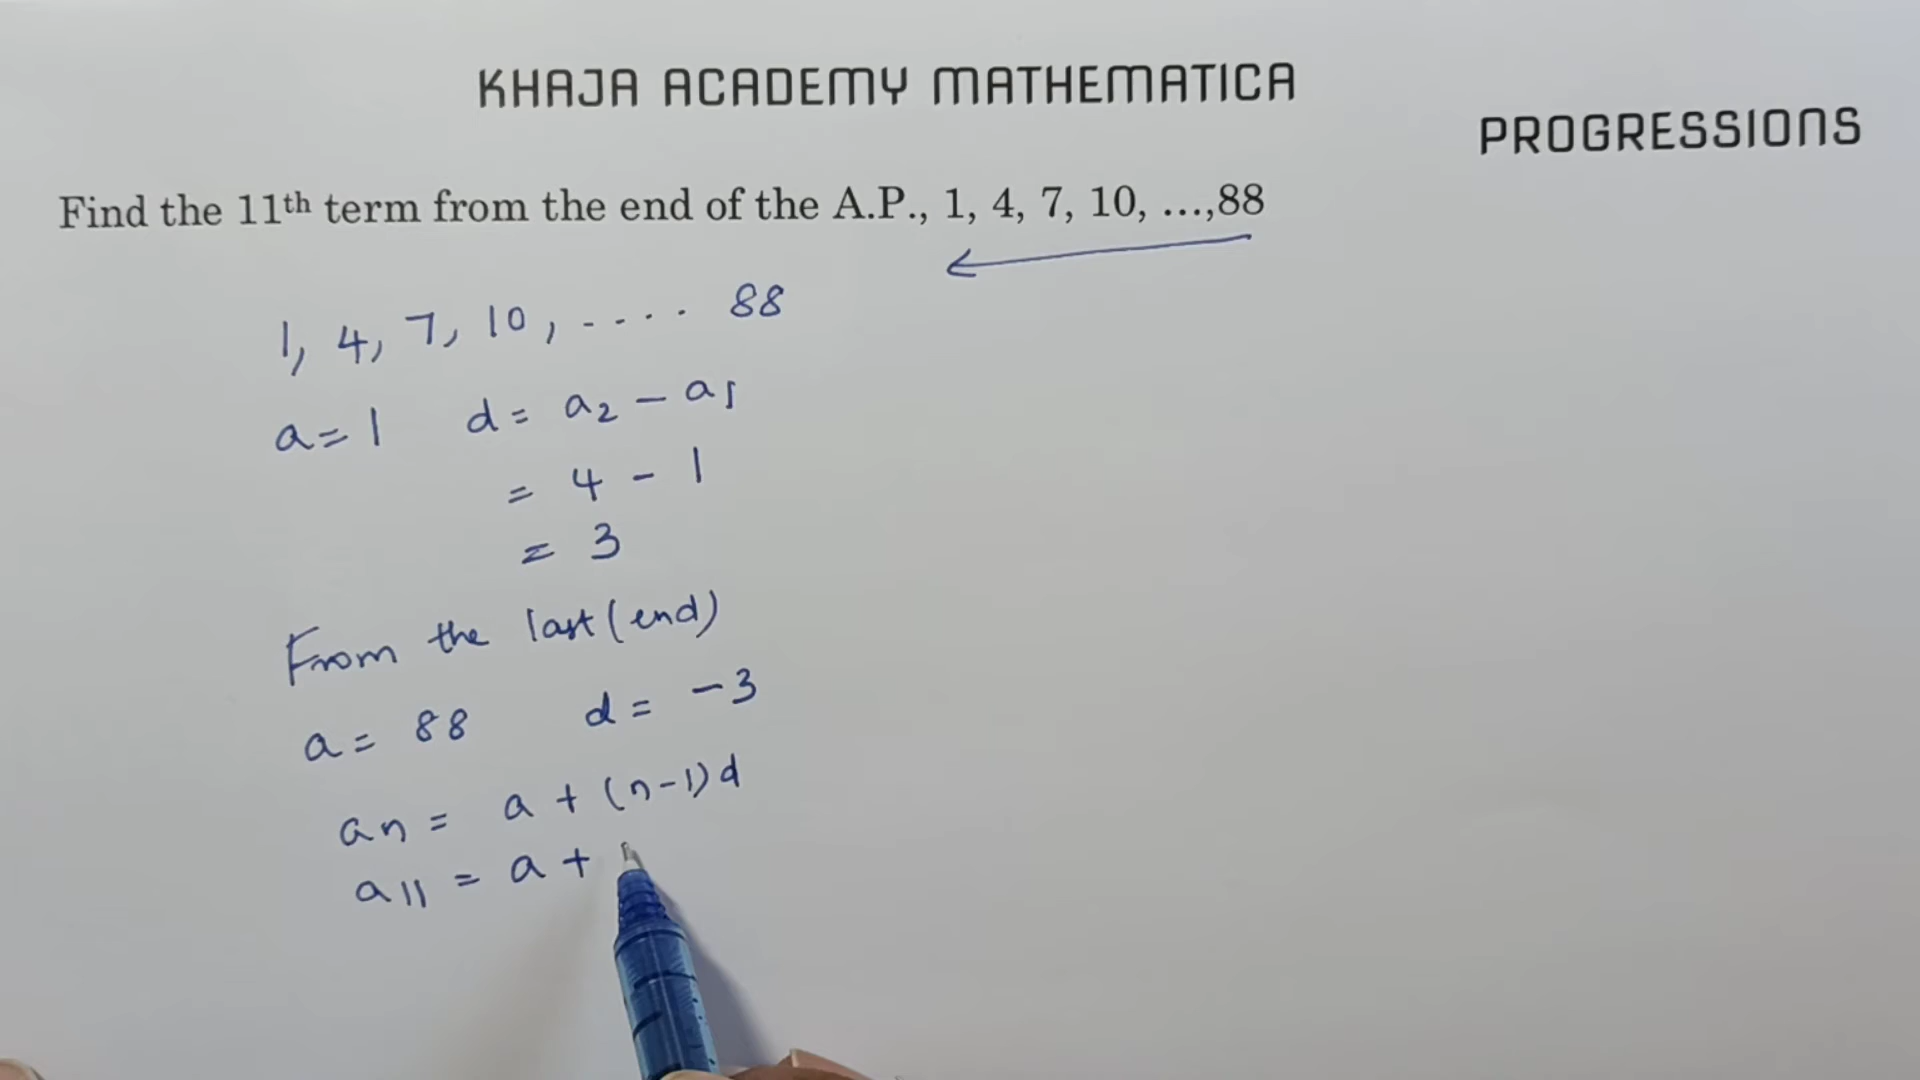 KHAJA ACADEMY MATHEMATICA
PROGRESSIONS
Find the 11th term from the end of the A.P., 1, 4, 7, 10, ...,88
1, 4, 7, 10, ---- 88
a = 1 d = a2 - a1
= 4 - 1
= 3
From the last (end)
a = 88 d = -3
an = a + (n-1)d
a11 = a +